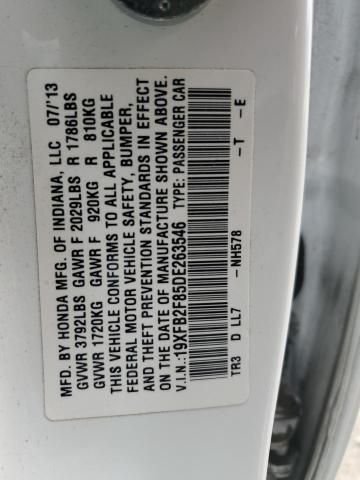 MFD. BY HONDA MFG. OF INDIANA, LLC 07/'13
GVWR 3792LBS GAWR F 2029LBS R 1786LBS
GVWR 1720KG GAWR F 920KG R 810KG
THIS VEHICLE CONFORMS TO ALL APPLICABLE
FEDERAL MOTOR VEHICLE SAFETY, BUMPER,
AND THEFT PREVENTION STANDARDS IN EFFECT
ON THE DATE OF MANUFACTURE SHOWN ABOVE.
V.I.N.:19XFB2F85DE263546 TYPE: PASSENGER CAR
TR3 D LL7 -NH578 -T -E